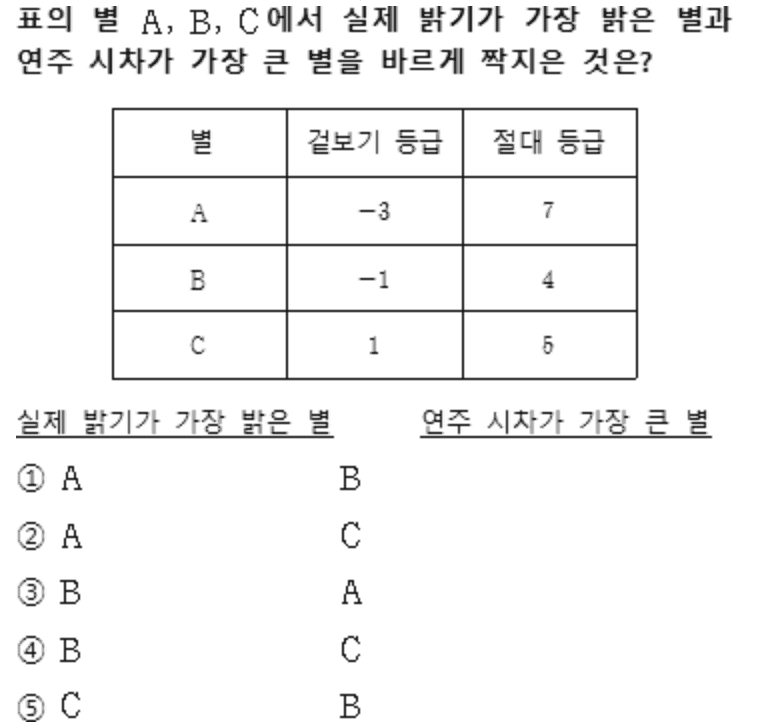 표의 별 A, B, C에서 실제 밝기가 가장 밝은 별과
연주 시차가 가장 큰 별을 바르게 짝지은 것은?
별 겉보기 등급 절대 등급
A −3 7
B −1 4
C 1 5
실제 밝기가 가장 밝은 별 연주 시차가 가장 큰 별
① A B
② A C
③ B A
④ B C
⑤ C B